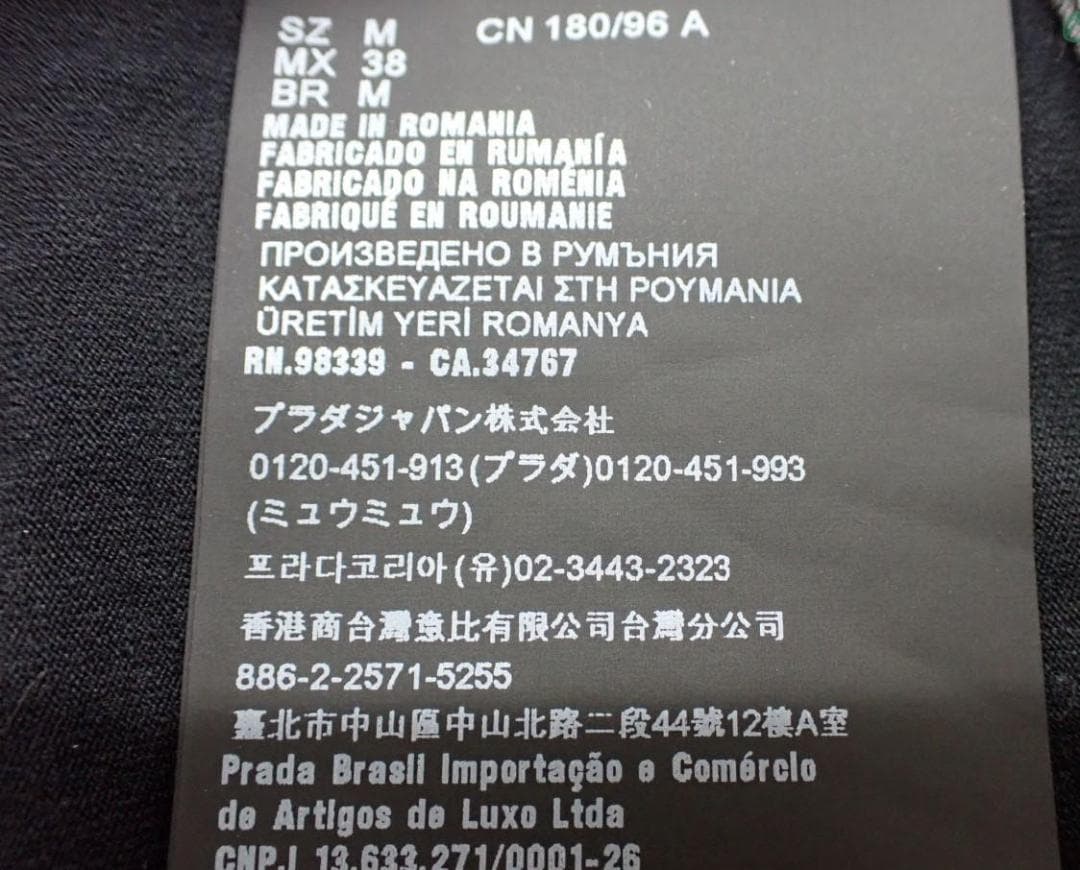 SZ M CN 180/96 A
MX 38
BR M
MADE IN ROMANIA
FABRICADO EN RUMANÍA
FABRICADO NA ROMÉNIA
FABRIQUÉ EN ROUMANIE
ПРОИЗВЕДЕНО В РУМЪНИЯ
ΚΑΤΑΣΚΕΥΑΖΕΤΑΙ ΣΤΗ ΡΟΥΜΑΝΙΑ
ÜRETİM YERİ ROMANYA
RN.98339 - CA.34767
プラダジャパン株式会社
0120-451-913(プラダ)0120-451-993
(ミュウミュウ)
프라다코리아(유)02-3443-2323
香港商台灣意比有限公司台灣分公司
886-2-2571-5255
臺北市中山區中山北路二段44號12樓A室
Prada Brasil Importação e Comércio
de Artigos de Luxo Ltda
CNPJ 13.633.271/0001-26